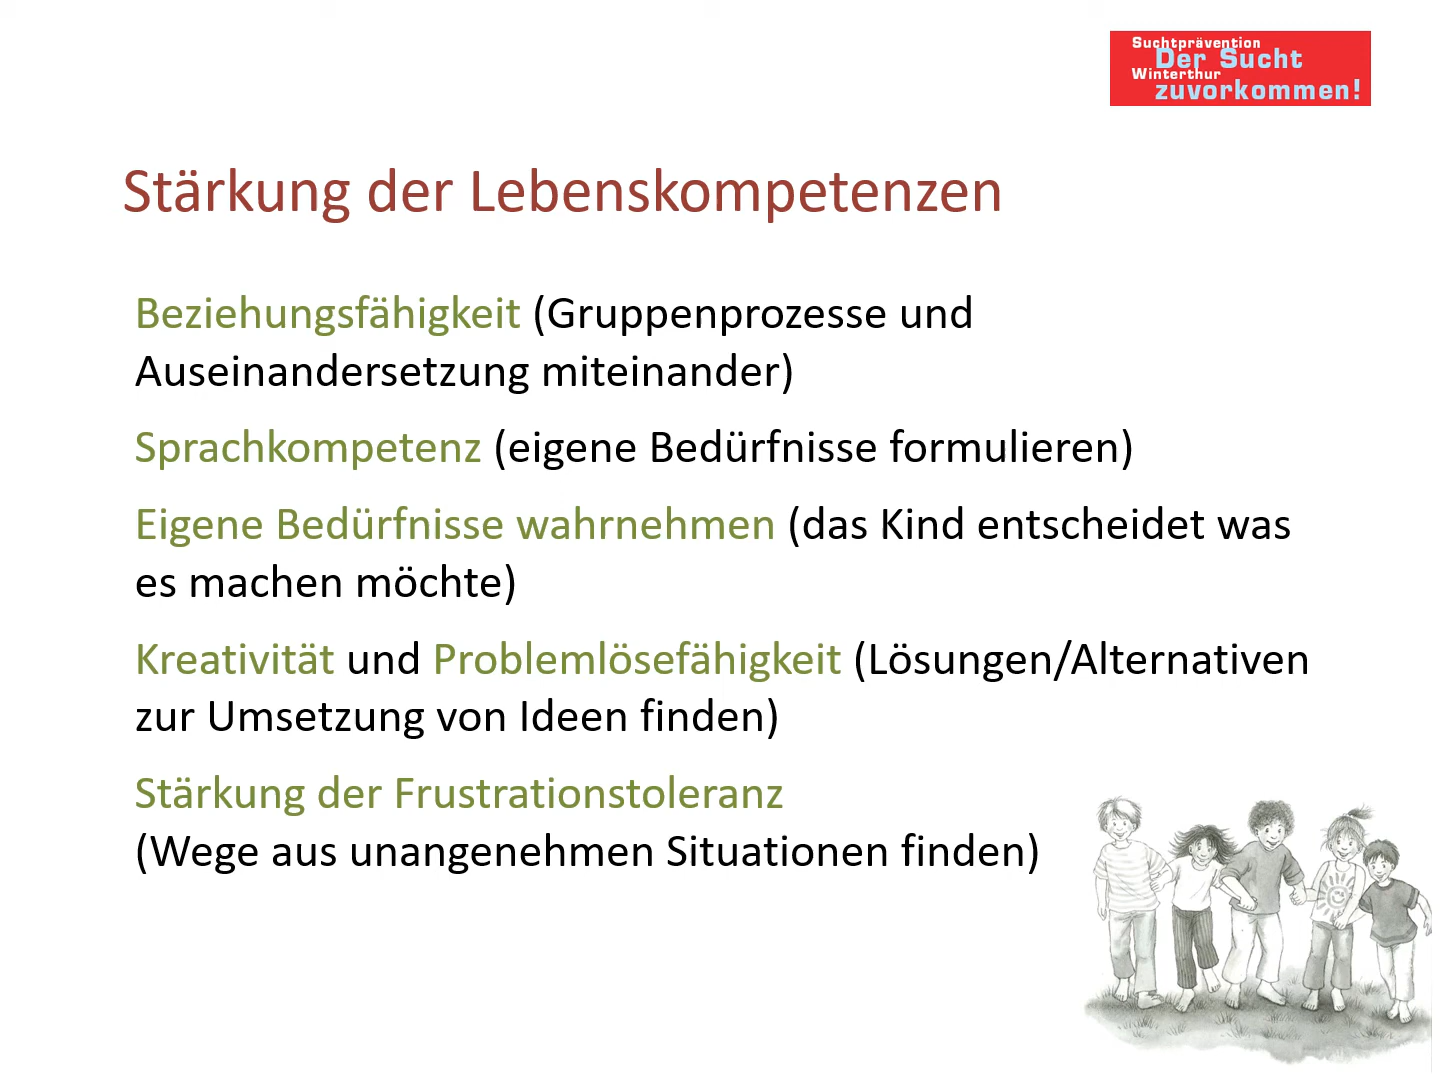 Suchtprävention
Der Sucht
Winterthur
zuvorkommen!
Stärkung der Lebenskompetenzen
Beziehungsfähigkeit (Gruppenprozesse und
Auseinandersetzung miteinander)
Sprachkompetenz (eigene Bedürfnisse formulieren)
Eigene Bedürfnisse wahrnehmen (das Kind entscheidet was
es machen möchte)
Kreativität und Problemlösefähigkeit (Lösungen/Alternativen
zur Umsetzung von Ideen finden)
Stärkung der Frustrationstoleranz
(Wege aus unangenehmen Situationen finden)